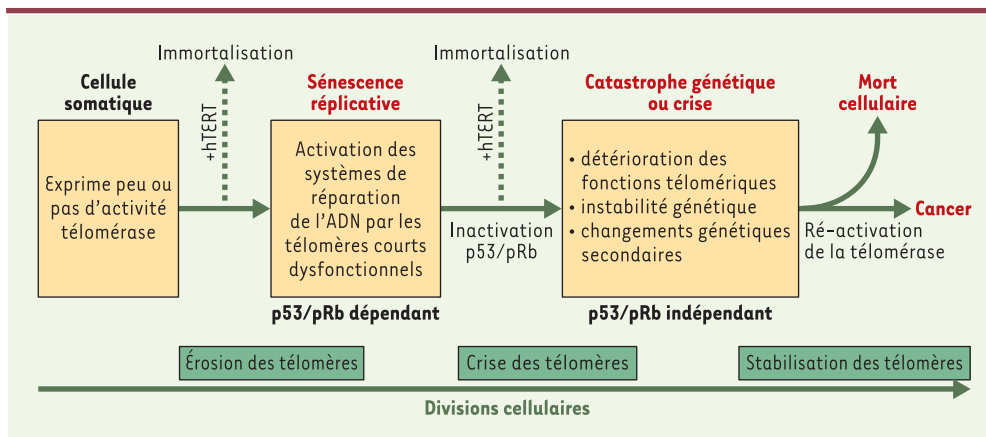 Immortalisation
Immortalisation
Cellule
somatique
Sénescence
réplicative
Catastrophe génétique
ou crise
Mort
cellulaire
+hTERT
+hTERT
Exprime peu ou
pas d'activité
télomérase
Activation des
systèmes de
réparation
de l'ADN par les
télomères courts
dysfonctionnels
Inactivation
p53/pRb
• détérioration des
fonctions télomériques
• instabilité génétique
• changements génétiques
secondaires
Cancer
Ré-activation
de la télomérase
p53/pRb dépendant
p53/pRb indépendant
Érosion des télomères
Crise des télomères
Stabilisation des télomères
Divisions cellulaires